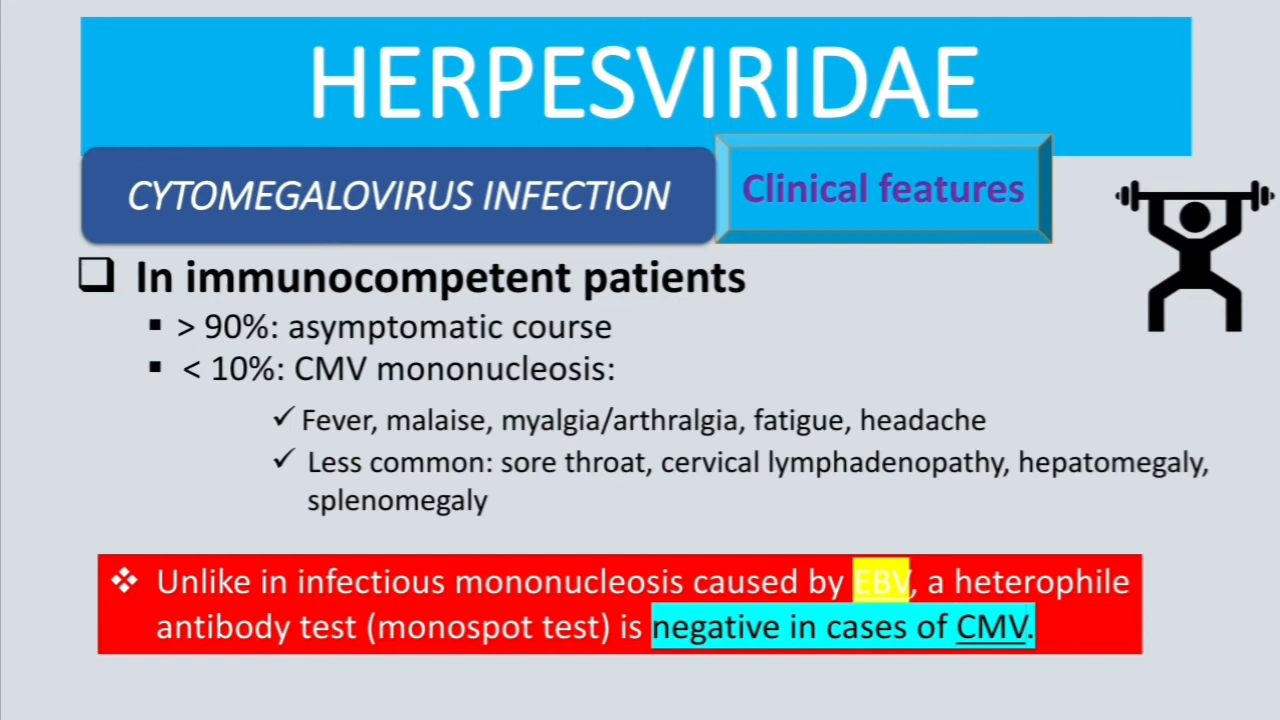 HERPESVIRIDAE
CYTOMEGALOVIRUS INFECTION
Clinical features
❑ In immunocompetent patients
▪ > 90%: asymptomatic course
▪ < 10%: CMV mononucleosis:
✓ Fever, malaise, myalgia/arthralgia, fatigue, headache
✓ Less common: sore throat, cervical lymphadenopathy, hepatomegaly,
splenomegaly
❖ Unlike in infectious mononucleosis caused by EBV, a heterophile
antibody test (monospot test) is negative in cases of CMV.